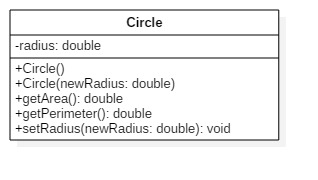 Circle
-radius: double
+Circle()
+Circle(newRadius: double)
+getArea(): double
+getPerimeter(): double
+setRadius(newRadius: double): void